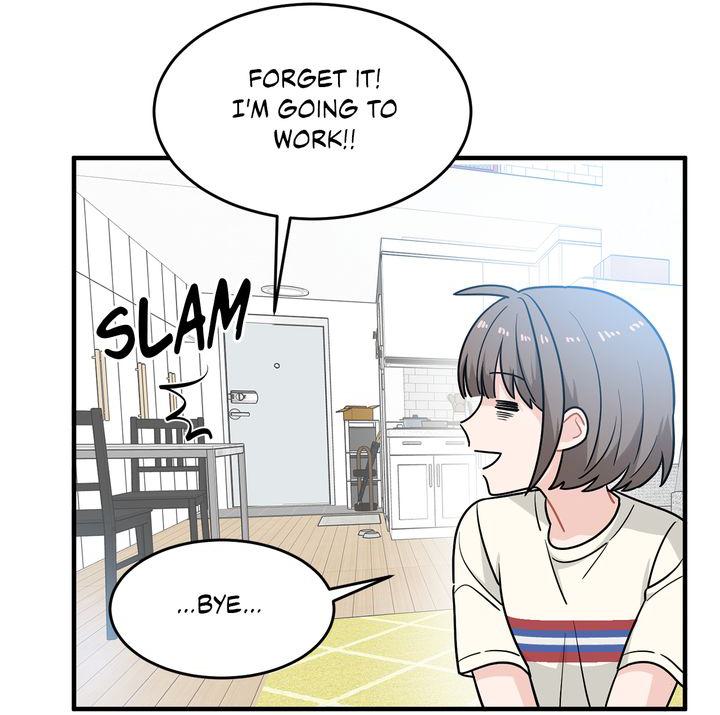 FORGET IT!
I'M GOING TO
WORK!!
SLAM
...BYE...